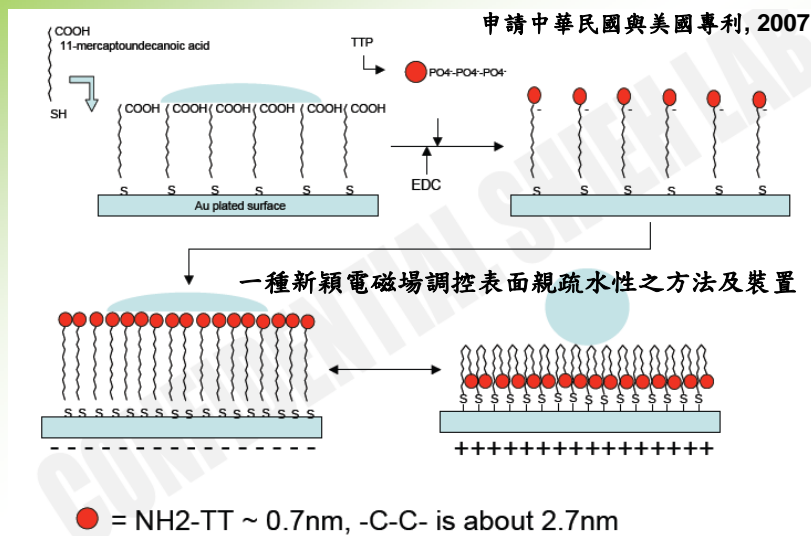 申請中華民國與美國專利, 2007
COOH
11-mercaptoundecanoic acid
SH
TTP
PO4--PO4--PO4-
COOH COOH COOH COOH COOH COOH
S S S S S S
Au plated surface
EDC
- - - - - -
S S S S S S
一種新穎電磁場調控表面親疏水性之方法及裝置
S S S S S S S S S S S S S S S S
- - - - - - - - - - - - - - -
S S S S S S S S S S S S S S
+++++++++++++++++
= NH2-TT ~ 0.7nm, -C-C- is about 2.7nm
CONFIDENTIAL SHIEH LAB